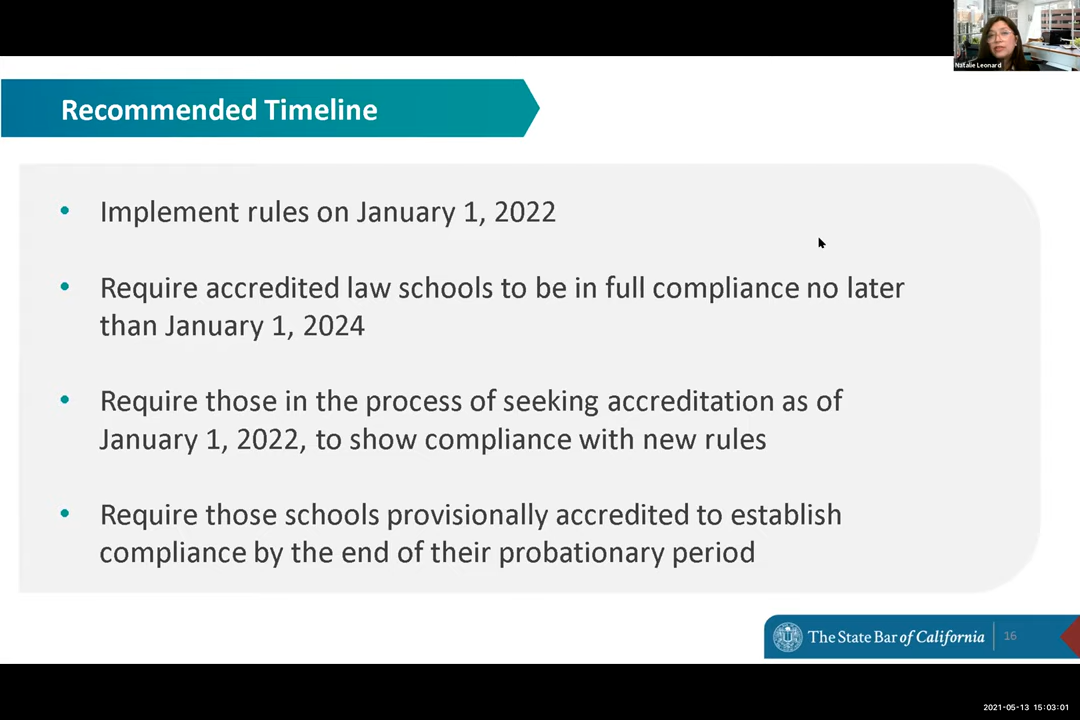 Natalie Leonard
Recommended Timeline
• Implement rules on January 1, 2022
• Require accredited law schools to be in full compliance no later
than January 1, 2024
• Require those in the process of seeking accreditation as of
January 1, 2022, to show compliance with new rules
• Require those schools provisionally accredited to establish
compliance by the end of their probationary period
The State Bar of California
16
2021-05-13 15:03:01